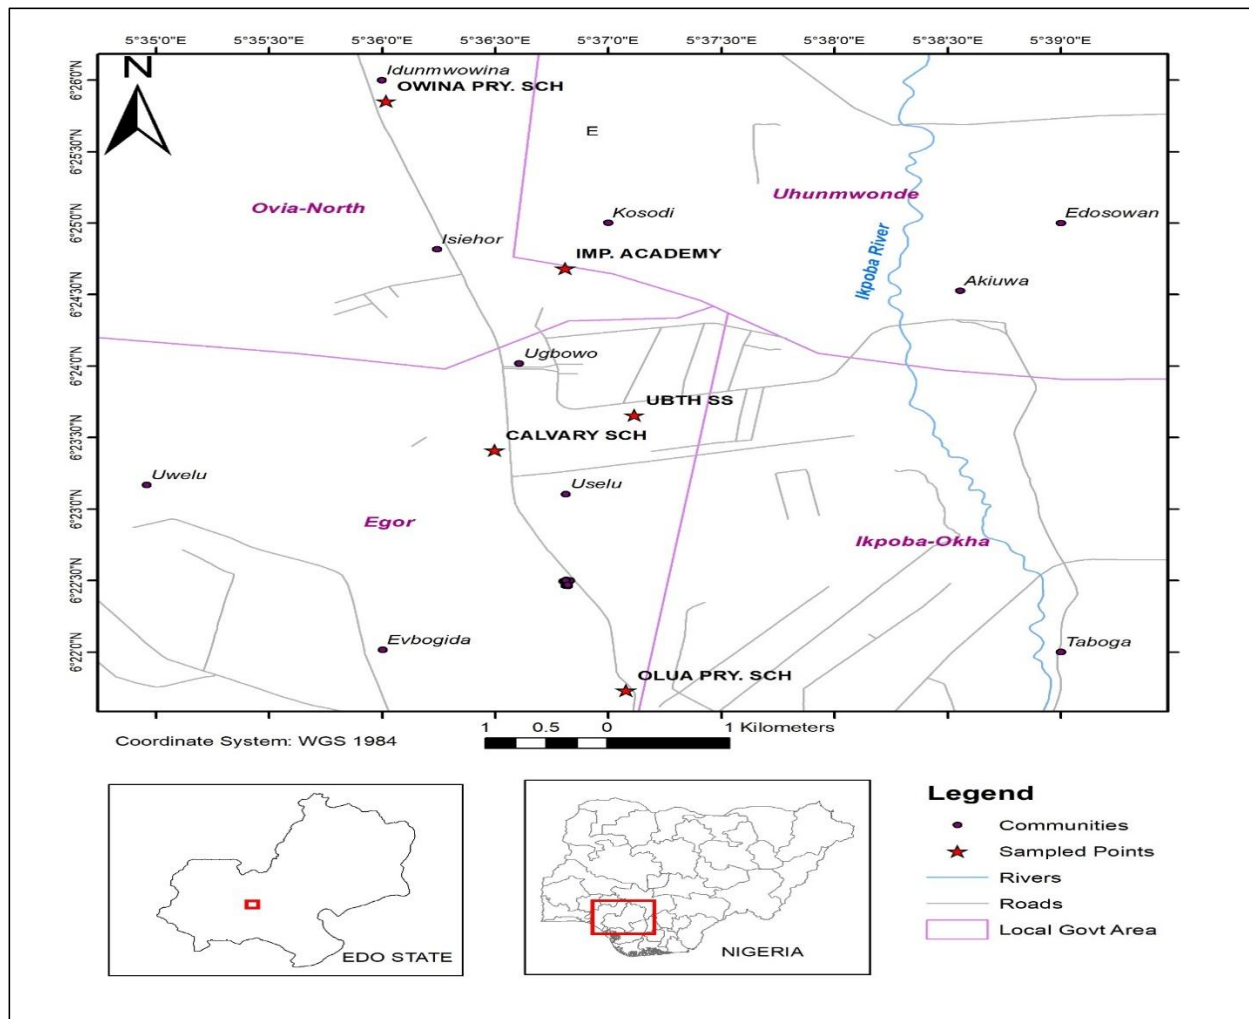 5°35'0"E 5°35'30"E 5°36'0"E 5°36'30"E 5°37'0"E 5°37'30"E 5°38'0"E 5°38'30"E 5°39'0"E
N
6°26'0"N
6°25'30"N
6°25'0"N
6°24'30"N
6°24'0"N
6°23'30"N
6°23'0"N
6°22'30"N
6°22'0"N
Idunmwowina
OWINA PRY. SCH
E
Uhunmwonde
Ovia-North
Kosodi
Edosowan
Isiehor
IMP. ACADEMY
Ikpoba River
Akiuwa
Ugbowo
UBTH SS
CALVARY SCH
Uwelu
Uselu
Egor
Ikpoba-Okha
Evbogida
Taboga
OLUA PRY. SCH
Coordinate System: WGS 1984
1 0.5 0 1 Kilometers
EDO STATE
NIGERIA
Legend
Communities
Sampled Points
Rivers
Roads
Local Govt Area